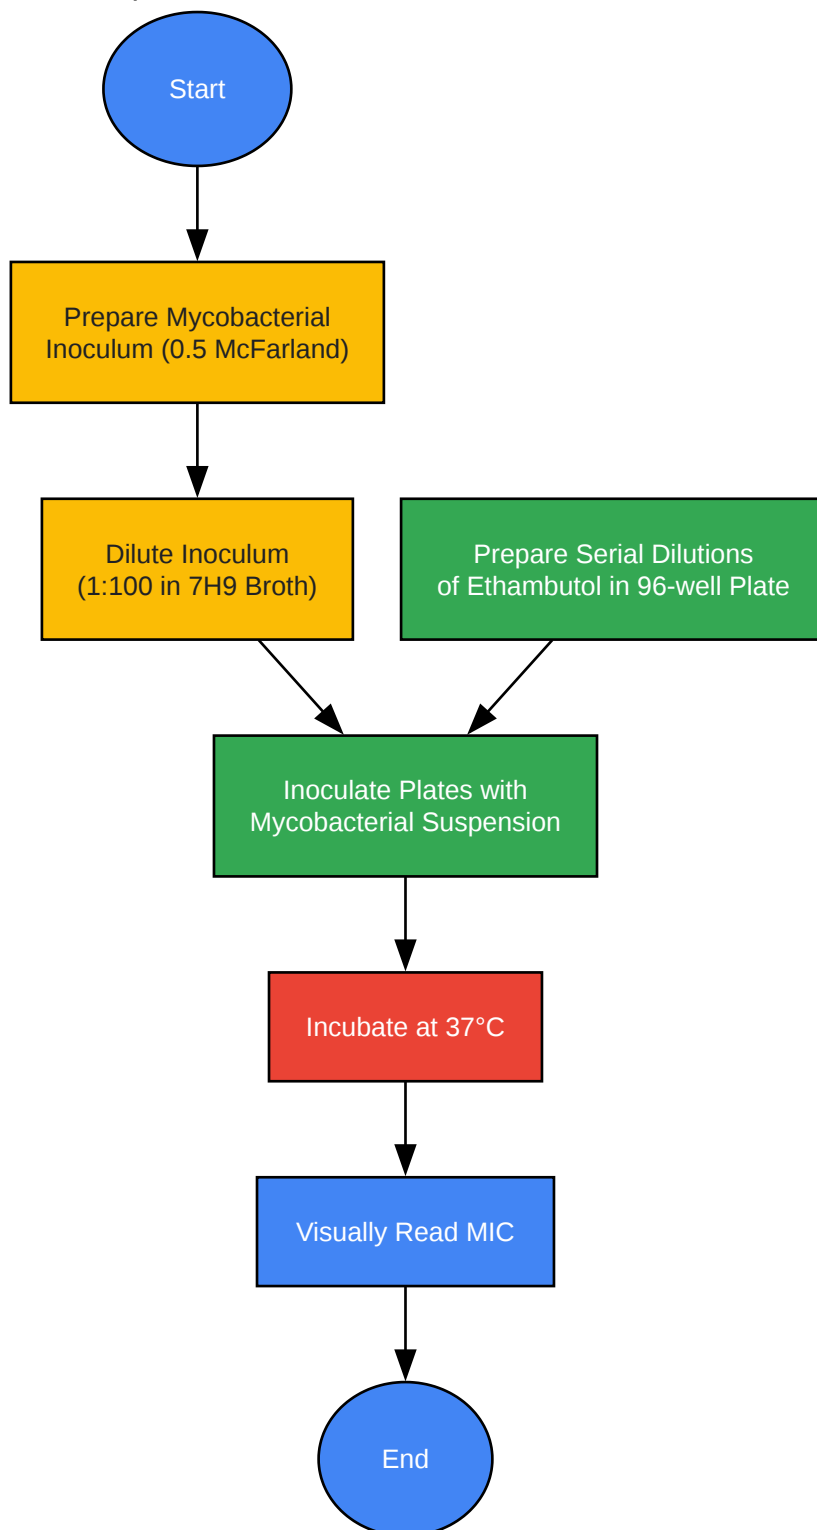 Start
Prepare Mycobacterial
Inoculum (0.5 McFarland)
Dilute Inoculum
(1:100 in 7H9 Broth)
Prepare Serial Dilutions
of Ethambutol in 96-well Plate
Inoculate Plates with
Mycobacterial Suspension
Incubate at 37°C
Visually Read MIC
End